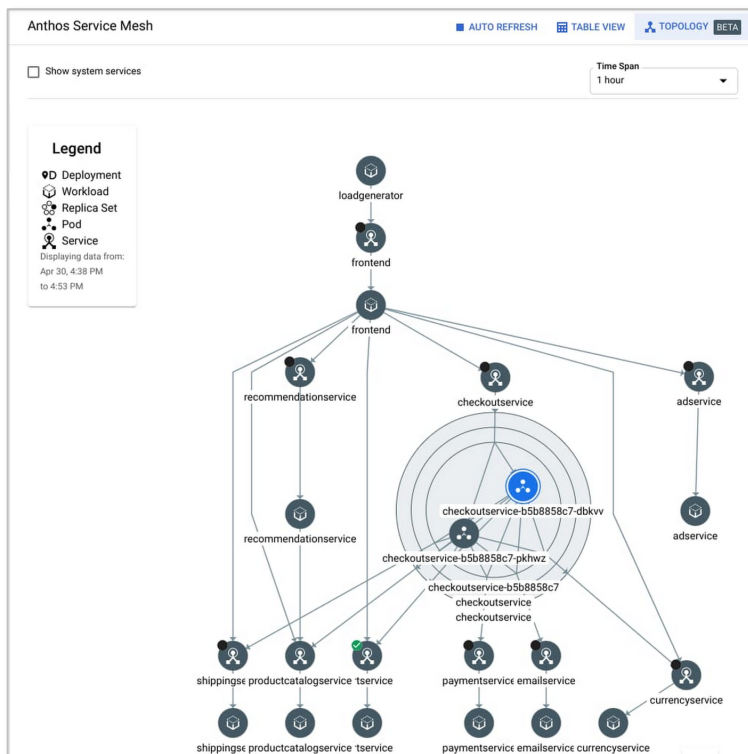 Anthos Service Mesh
AUTO REFRESH
TABLE VIEW
TOPOLOGY
BETA
Show system services
Time Span
1 hour
Legend
D Deployment
Workload
Replica Set
Pod
Service
Displaying data from:
Apr 30, 4:38 PM
to 4:53 PM
loadgenerator
frontend
frontend
recommendationservice
checkoutservice
adservice
checkoutservice-b5b8858c7-dbkvv
recommendationservice
adservice
checkoutservice-b5b8858c7-pkhwz
checkoutservice-b5b8858c7
checkoutservice
checkoutservice
shippingse productcatalogservice tservice
paymentservice emailservice
currencyservice
shippingse productcatalogservice tservice
paymentservice emailservice currencyservice